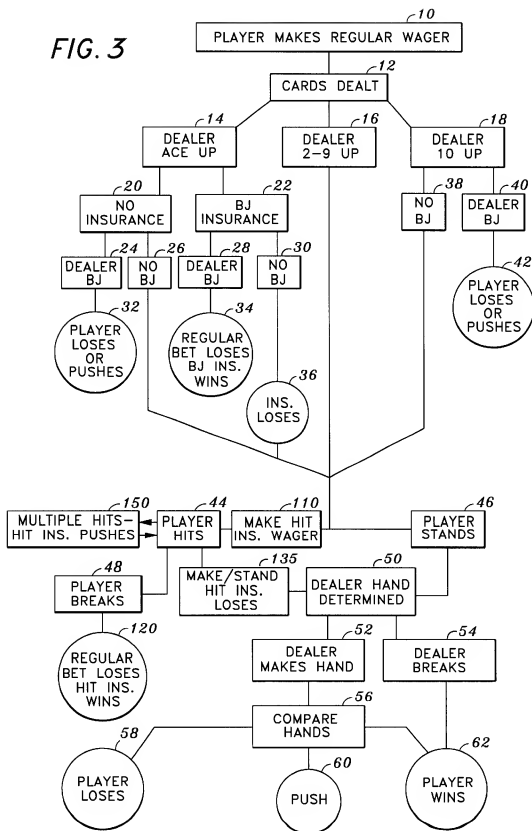 FIG. 3
10
PLAYER MAKES REGULAR WAGER
12
CARDS DEALT
14
DEALER
ACE UP
16
DEALER
2-9 UP
18
DEALER
10 UP
20
NO
INSURANCE
22
BJ
INSURANCE
38
NO
BJ
40
DEALER
BJ
24
DEALER
BJ
26
NO
BJ
28
DEALER
BJ
30
NO
BJ
42
PLAYER
LOSES
OR
PUSHES
32
PLAYER
LOSES
OR
PUSHES
34
REGULAR
BET LOSES
BJ INS.
WINS
36
INS.
LOSES
150
MULTIPLE HITS-
HIT INS. PUSHES
44
PLAYER
HITS
110
MAKE HIT
INS. WAGER
46
PLAYER
STANDS
48
PLAYER
BREAKS
135
MAKE/STAND
HIT INS.
LOSES
50
DEALER HAND
DETERMINED
120
REGULAR
BET LOSES
HIT INS.
WINS
52
DEALER
MAKES HAND
54
DEALER
BREAKS
56
COMPARE
HANDS
58
PLAYER
LOSES
60
PUSH
62
PLAYER
WINS